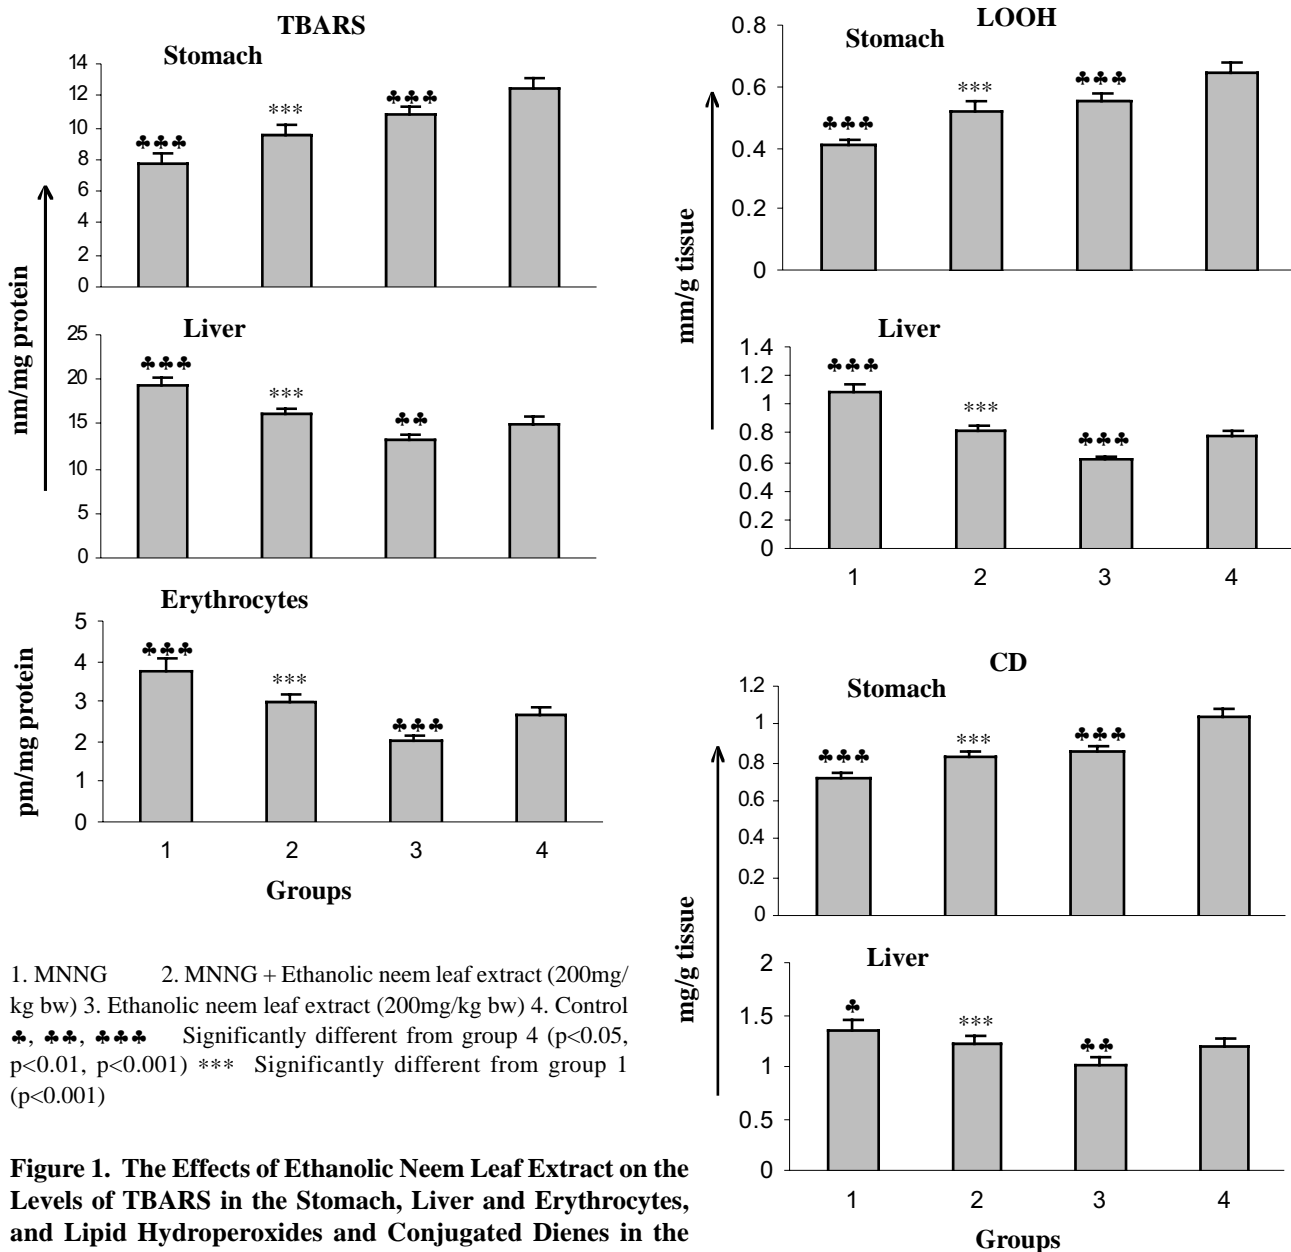 TBARS
Stomach
14
12
10
8
6
4
2
0
♣♣♣
***
♣♣♣
nm/mg protein
Liver
25
20
15
10
5
0
♣♣♣
***
♣♣
Erythrocytes
5
4
3
2
1
0
♣♣♣
***
♣♣♣
pm/mg protein
1 2 3 4
Groups
1. MNNG 2. MNNG + Ethanolic neem leaf extract (200mg/
kg bw) 3. Ethanolic neem leaf extract (200mg/kg bw) 4. Control
♣, ♣♣, ♣♣♣ Significantly different from group 4 (p<0.05,
p<0.01, p<0.001) *** Significantly different from group 1
(p<0.001)
Figure 1. The Effects of Ethanolic Neem Leaf Extract on the
Levels of TBARS in the Stomach, Liver and Erythrocytes,
and Lipid Hydroperoxides and Conjugated Dienes in the
LOOH
Stomach
0.8
0.6
0.4
0.2
0
♣♣♣
***
♣♣♣
mm/g tissue
Liver
1.4
1.2
1
0.8
0.6
0.4
0.2
0
♣♣♣
***
♣♣♣
1 2 3 4
CD
Stomach
1.2
1
0.8
0.6
0.4
0.2
0
♣♣♣
***
♣♣♣
mg/g tissue
Liver
2
1.5
1
0.5
0
♣
***
♣♣
1 2 3 4
Groups